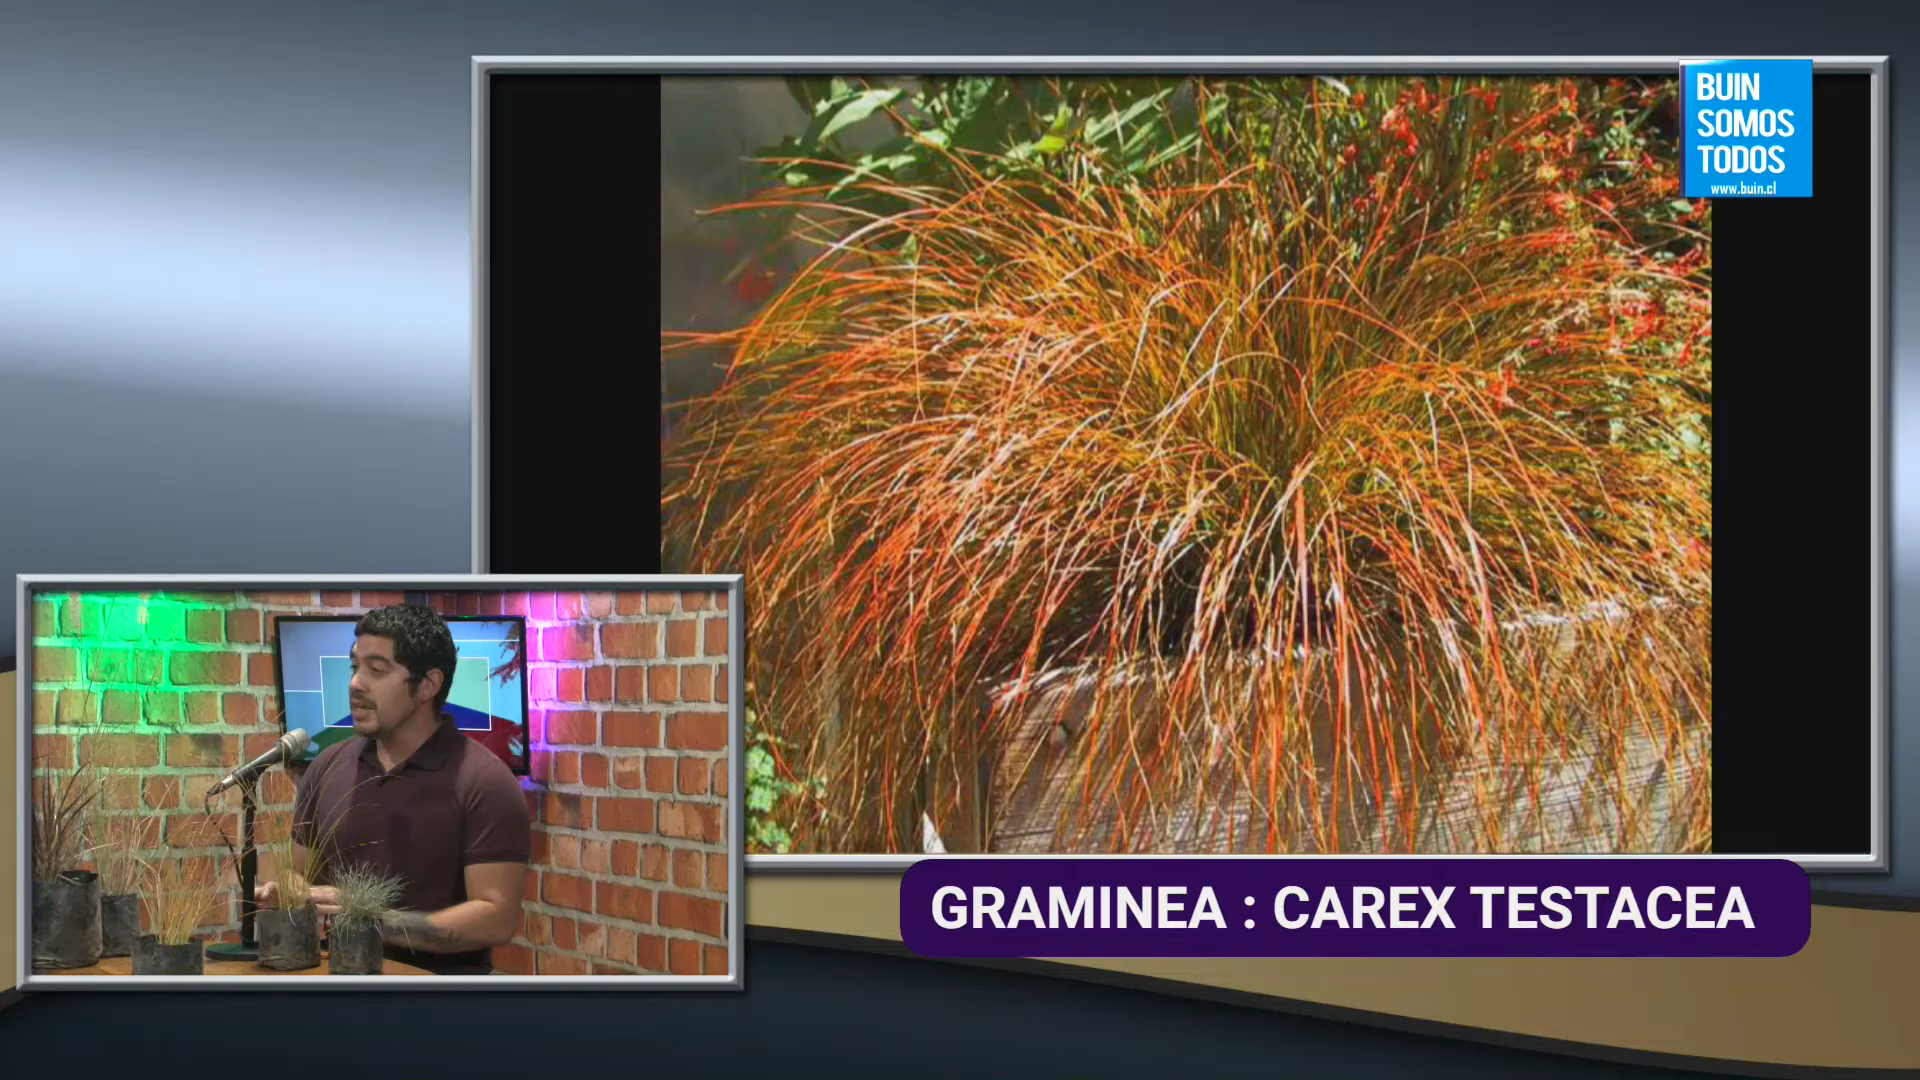 BUIN
SOMOS
TODOS
www.buin.cl
GRAMINEA : CAREX TESTACEA